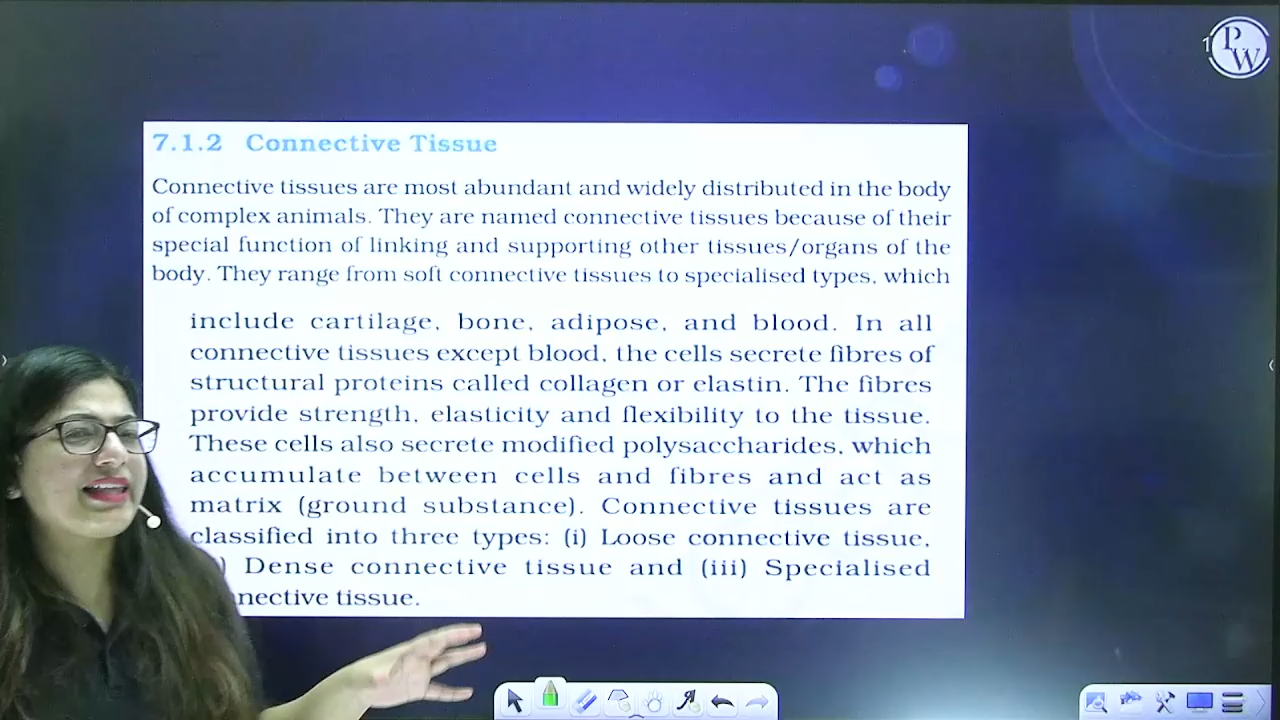 PW
1
7.1.2 Connective Tissue
Connective tissues are most abundant and widely distributed in the body
of complex animals. They are named connective tissues because of their
special function of linking and supporting other tissues/organs of the
body. They range from soft connective tissues to specialised types, which
include cartilage, bone, adipose, and blood. In all
connective tissues except blood, the cells secrete fibres of
structural proteins called collagen or elastin. The fibres
provide strength, elasticity and flexibility to the tissue.
These cells also secrete modified polysaccharides, which
accumulate between cells and fibres and act as
matrix (ground substance). Connective tissues are
classified into three types: (i) Loose connective tissue,
) Dense connective tissue and (iii) Specialised
nective tissue.